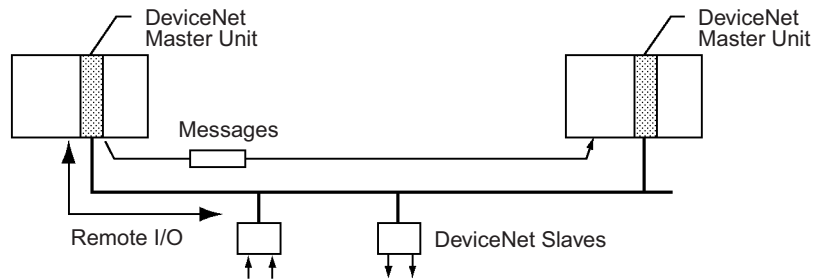 DeviceNet
Master Unit
DeviceNet
Master Unit
Messages
Remote I/O
DeviceNet Slaves